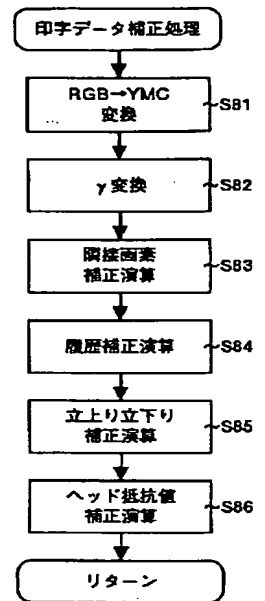 印字データ補正処理
RGB→YMC
変換
S81
γ変換
S82
隣接画素
補正演算
S83
履歴補正演算
S84
立上り立下り
補正演算
S85
ヘッド抵抗値
補正演算
S86
リターン